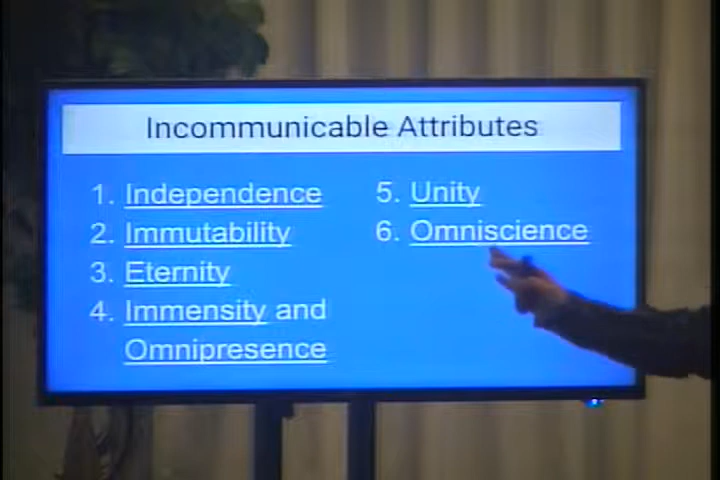 Incommunicable Attributes
1. Independence
2. Immutability
3. Eternity
4. Immensity and
Omnipresence
5. Unity
6. Omniscience